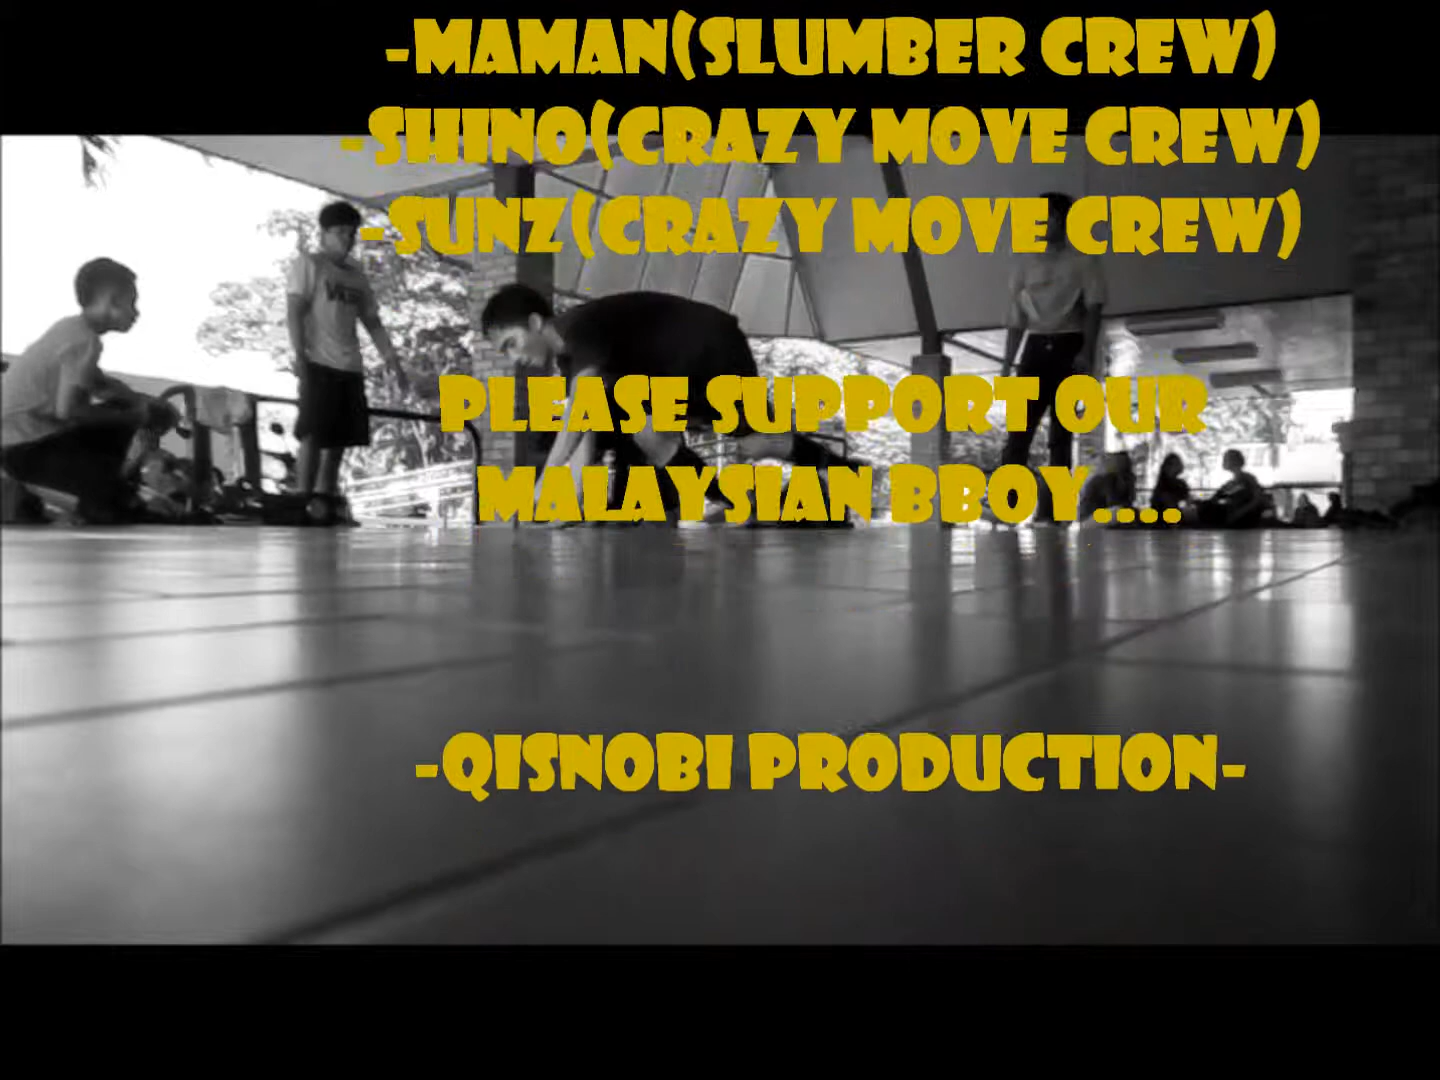 -MAMAN(SLUMBER CREW)
-SHINO(CRAZY MOVE CREW)
-SUNZ(CRAZY MOVE CREW)
PLEASE SUPPORT OUR
MALAYSIAN BBOY....
-QISNOBI PRODUCTION-